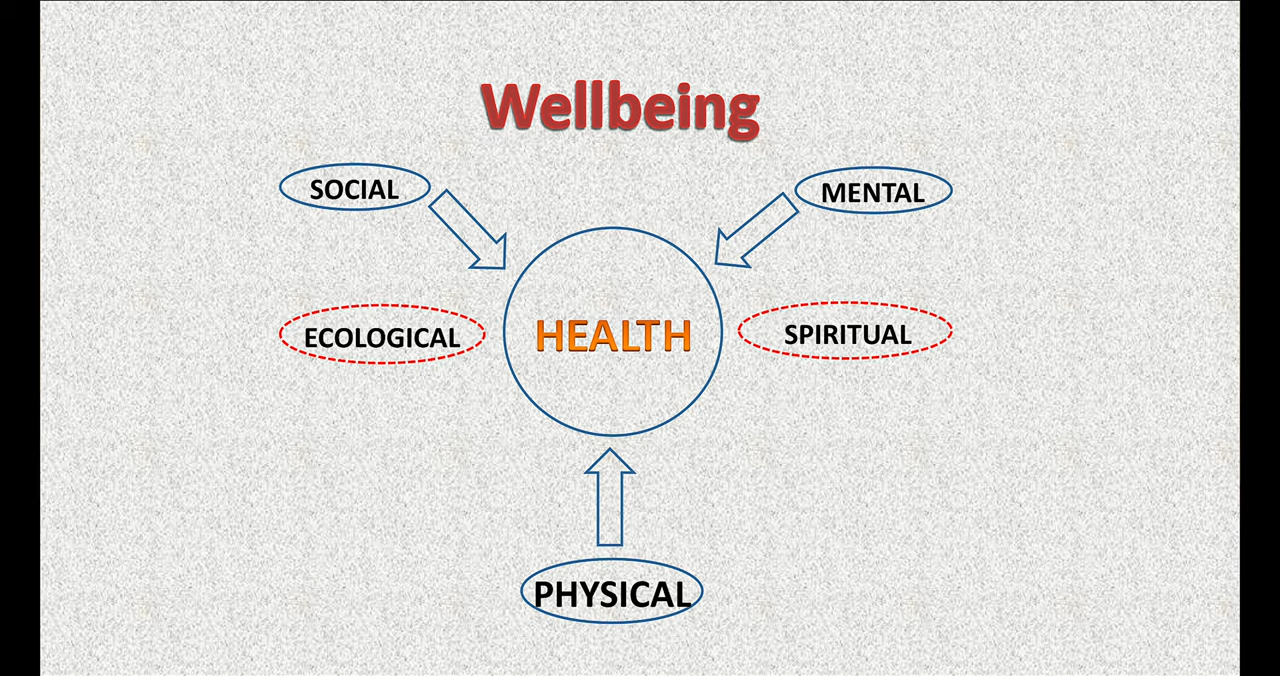 Wellbeing
SOCIAL
MENTAL
ECOLOGICAL
HEALTH
SPIRITUAL
PHYSICAL